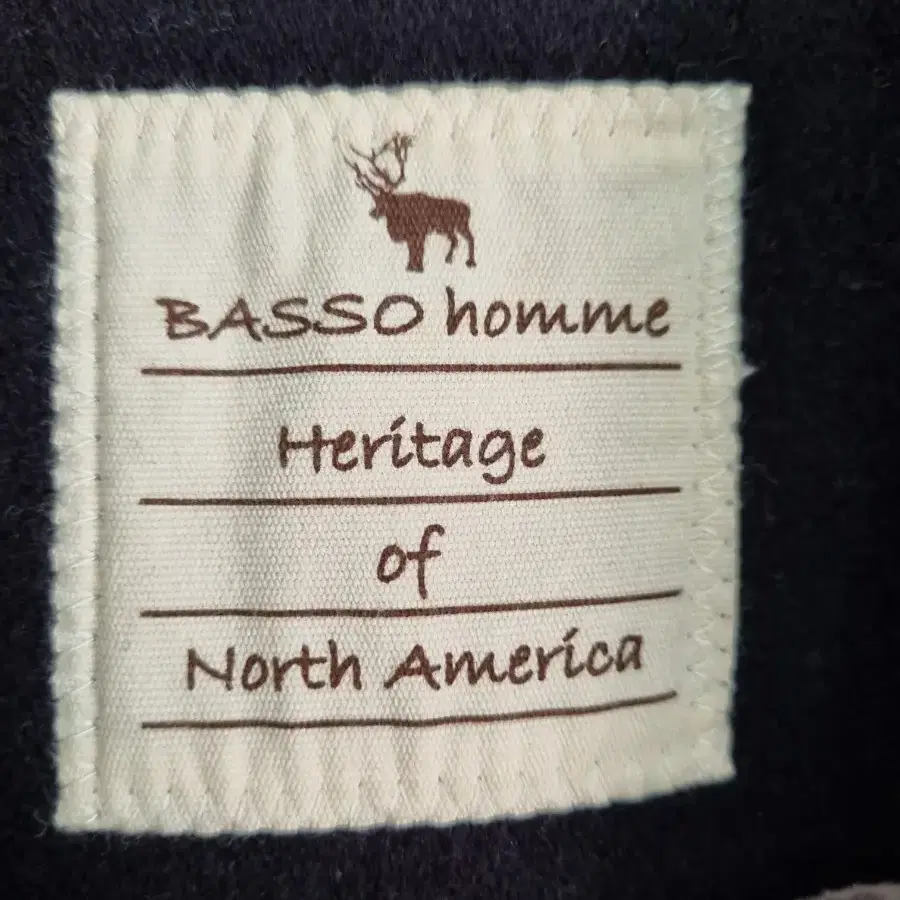 BASSO homme
Heritage
of
North America